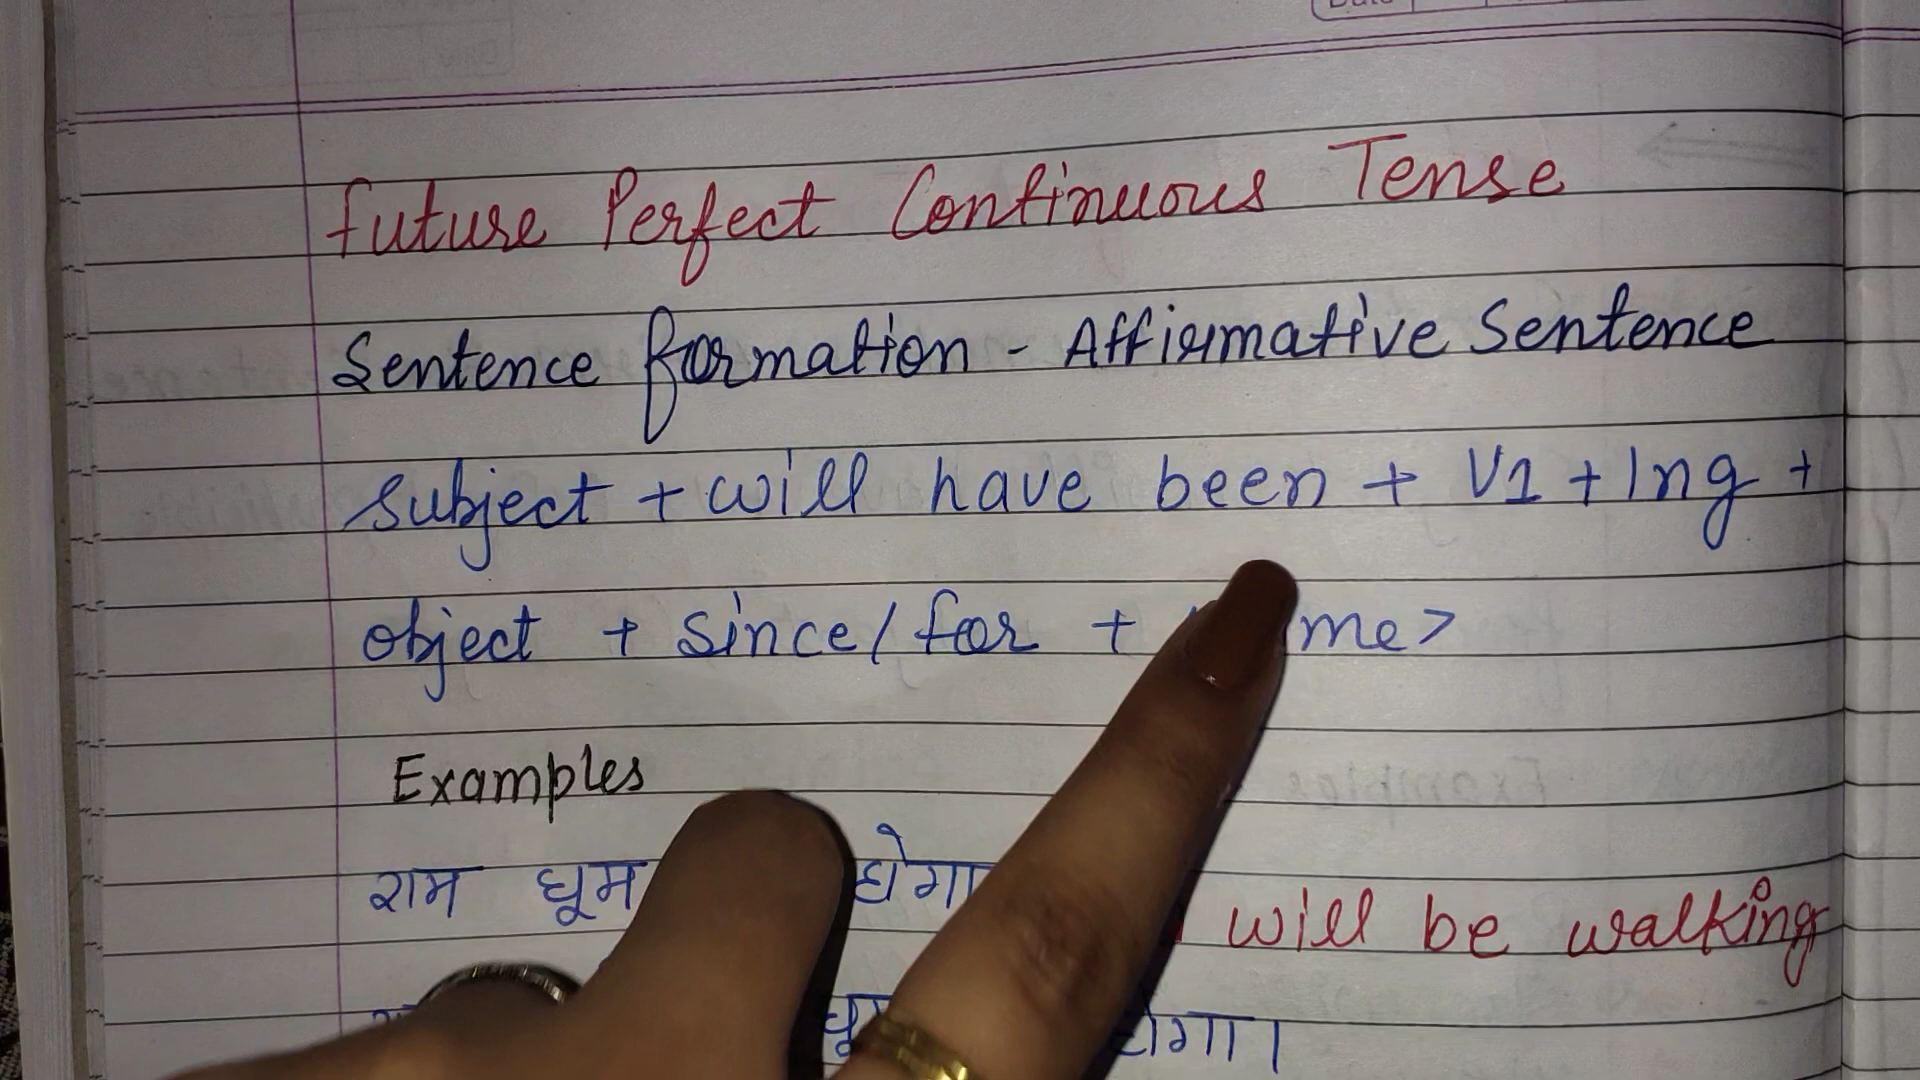 Date
Future Perfect Continuous Tense
Sentence formation - Affirmative Sentence
Subject + will have been + V1 + Ing +
object + since/for + me>
Examples
राम will be walking